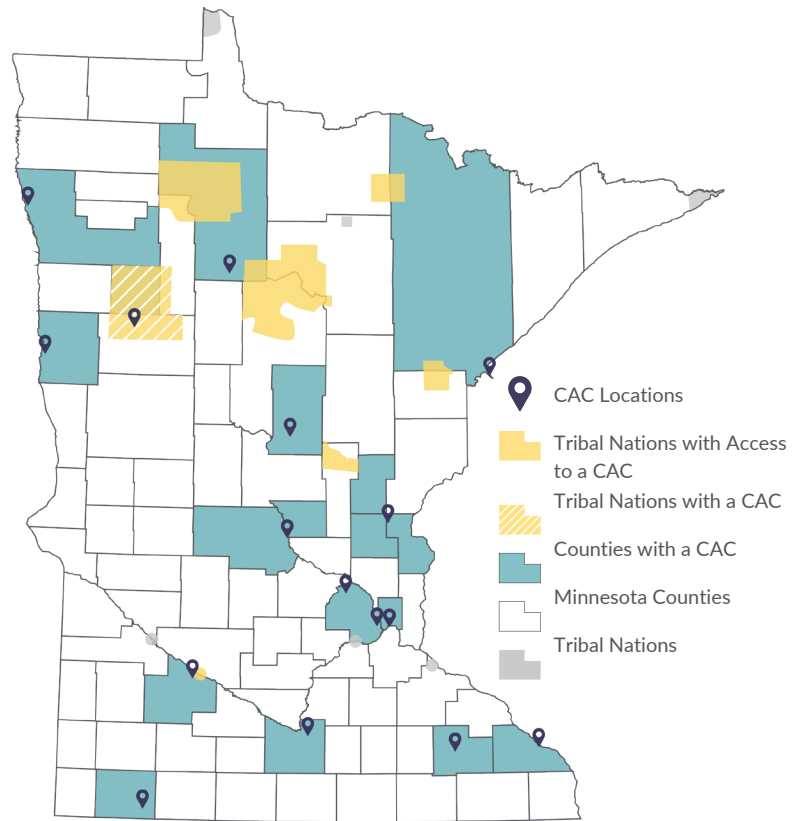 CAC Locations
Tribal Nations with Access
to a CAC
Tribal Nations with a CAC
Counties with a CAC
Minnesota Counties
Tribal Nations